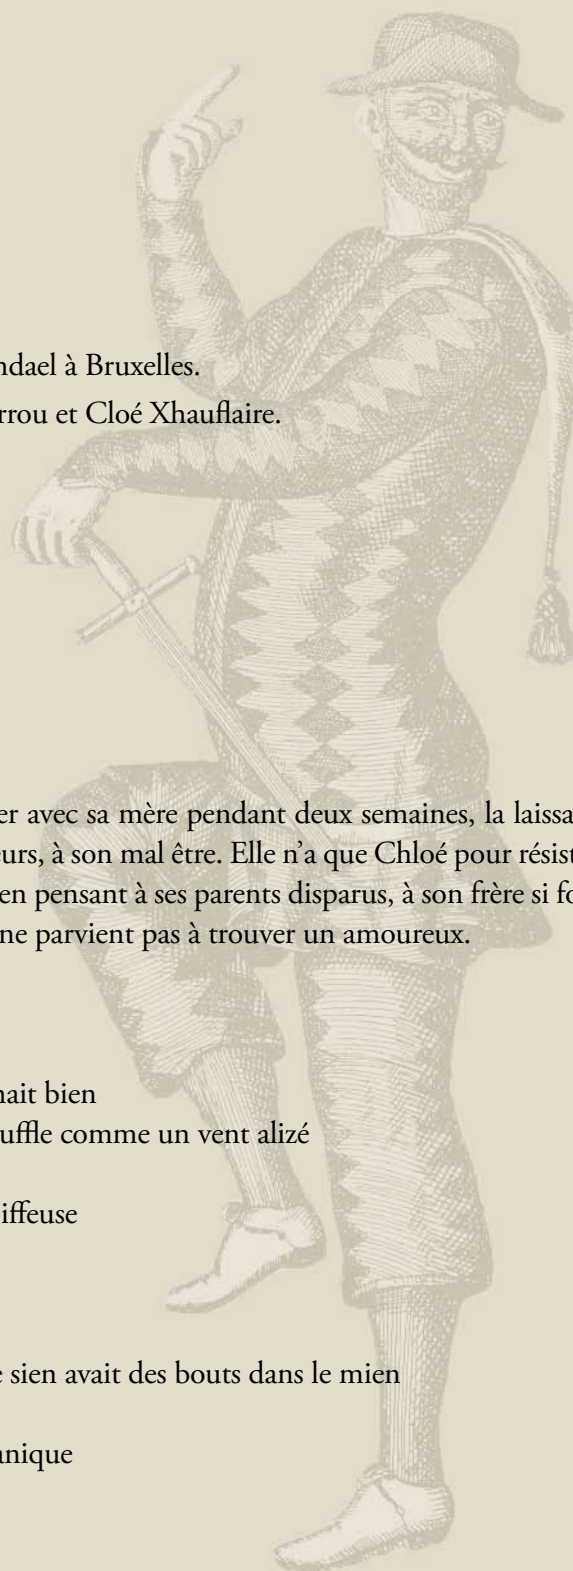 ndael à Bruxelles.
rrou et Cloé Xhauflaire.
er avec sa mère pendant deux semaines, la laissa
eurs, à son mal être. Elle n’a que Chloé pour résist
en pensant à ses parents disparus, à son frère si fo
ne parvient pas à trouver un amoureux.
nait bien
uffle comme un vent alizé
iffeuse
e sien avait des bouts dans le mien
anique